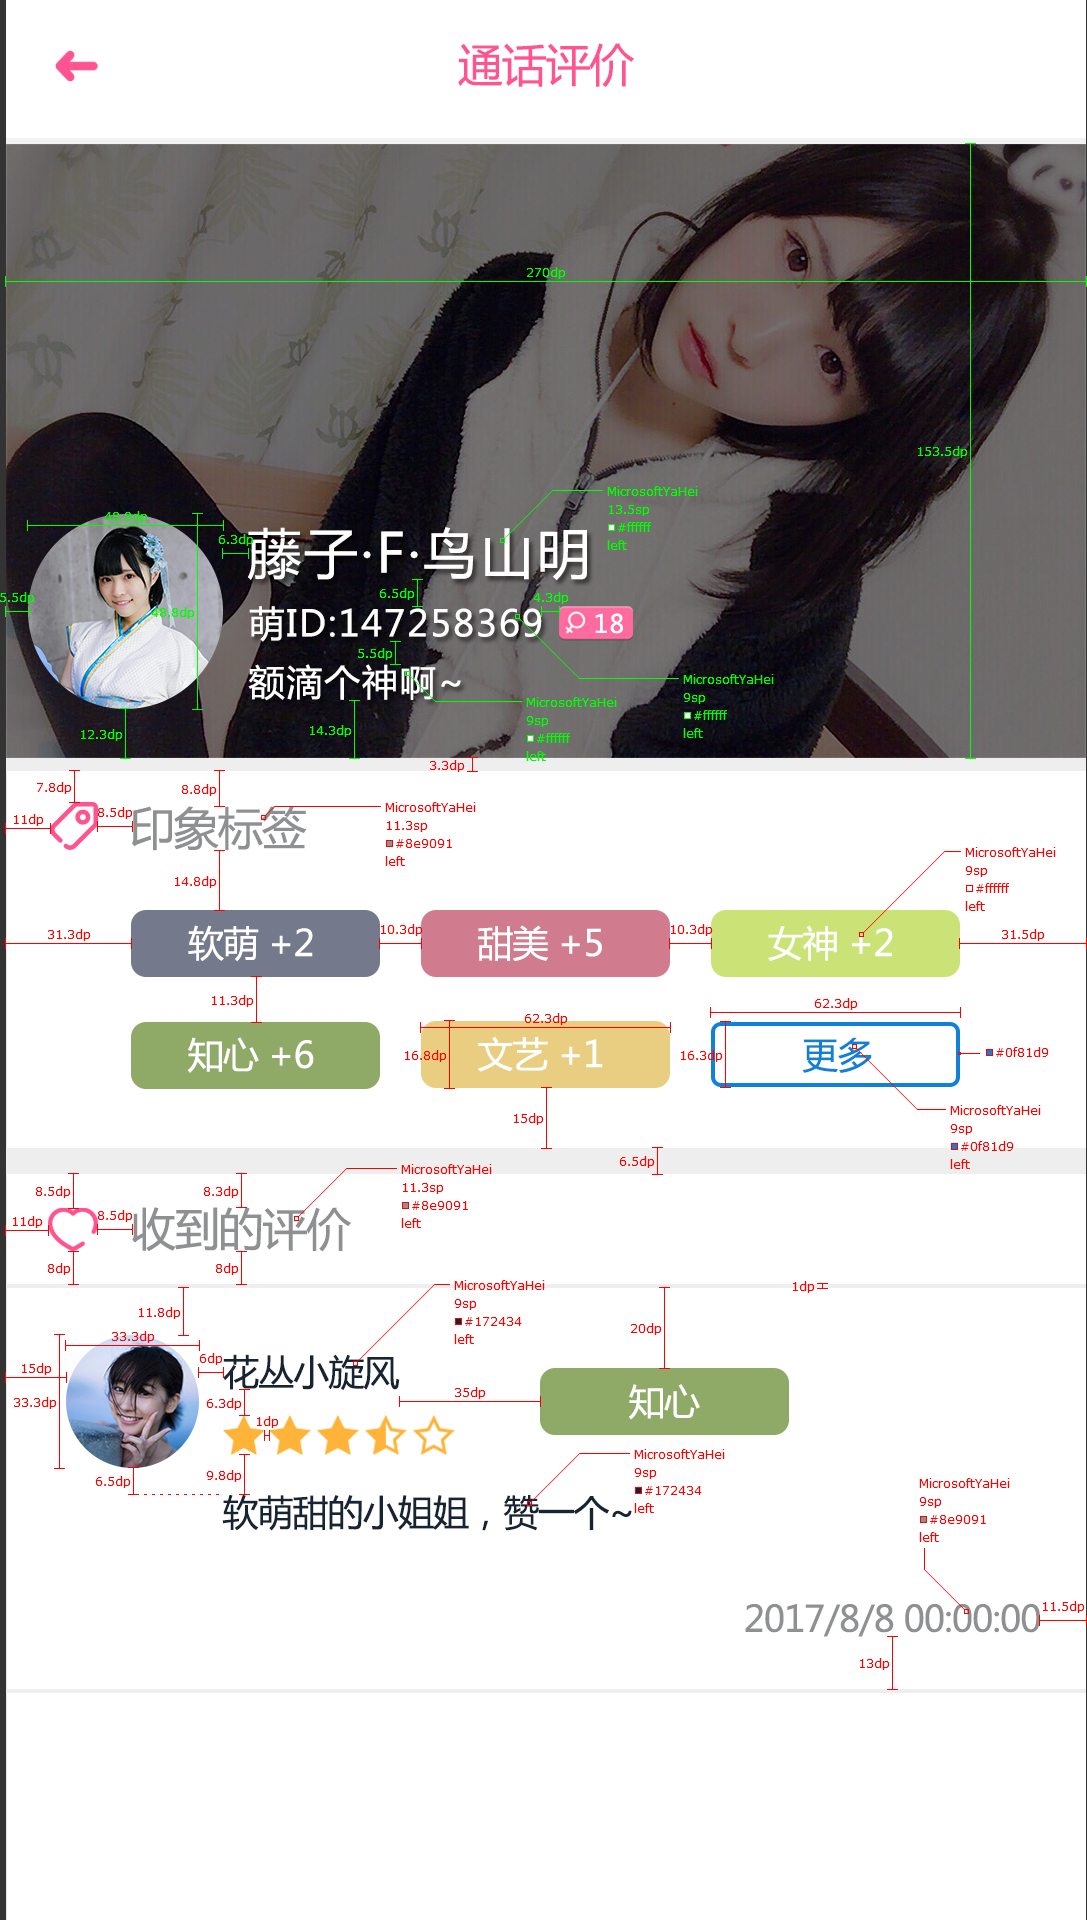 通话评价
270dp
153.5dp
MicrosoftYaHei
13.5sp
#ffffff
left
48.8dp
6.3dp
藤子·F·鸟山明
6.5dp
4.3dp
5.5dp
48.8dp
萌ID:147258369
18
5.5dp
额滴个神啊~
MicrosoftYaHei
9sp
#ffffff
left
MicrosoftYaHei
9sp
#ffffff
left
12.3dp
14.3dp
3.3dp
7.8dp
8.8dp
11dp
8.5dp
印象标签
MicrosoftYaHei
11.3sp
#8e9091
left
14.8dp
MicrosoftYaHei
9sp
#ffffff
left
31.3dp
软萌 +2
10.3dp
甜美 +5
10.3dp
女神 +2
31.5dp
11.3dp
62.3dp
62.3dp
知心 +6
16.8dp
文艺 +1
16.3dp
更多
#0f81d9
15dp
MicrosoftYaHei
9sp
#0f81d9
left
6.5dp
8.5dp
8.3dp
MicrosoftYaHei
11.3sp
#8e9091
left
11dp
8.5dp
收到的评价
8dp
8dp
1dp
11.8dp
MicrosoftYaHei
9sp
#172434
left
20dp
33.3dp
15dp
6dp
花丛小旋风
33.3dp
6.3dp
35dp
知心
1dp
9.8dp
6.5dp
MicrosoftYaHei
9sp
#172434
left
软萌甜的小姐姐，赞一个~
MicrosoftYaHei
9sp
#8e9091
left
2017/8/8 00:00:00
11.5dp
13dp